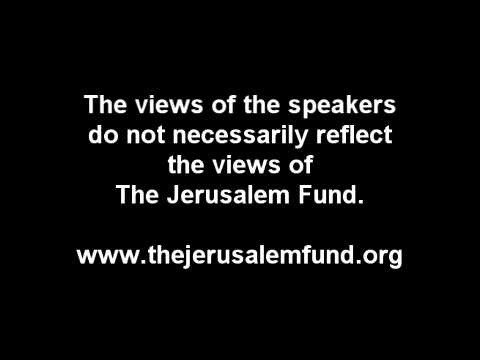 The views of the speakers
do not necessarily reflect
the views of
The Jerusalem Fund.
www.thejerusalemfund.org